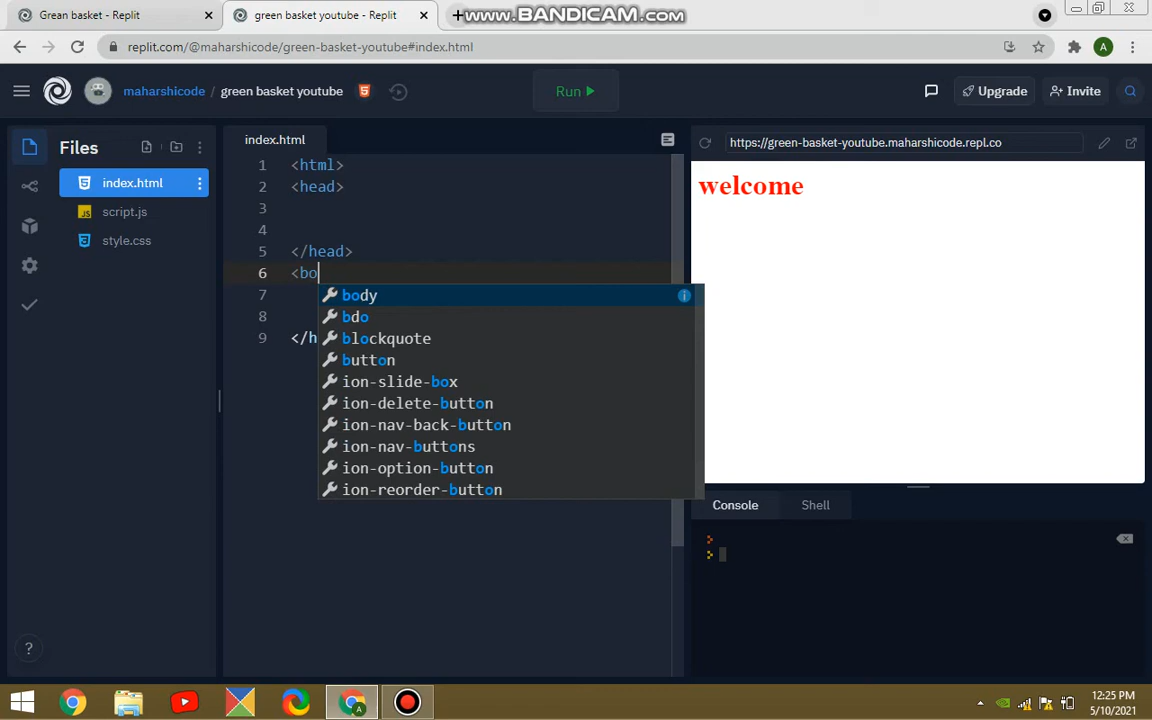 Grean basket - Replit
green basket youtube - Replit
www.BANDICAM.com
replit.com/@maharshicode/green-basket-youtube#index.html
A
maharshicode / green basket youtube
Run
Upgrade
Invite
Files
index.html
script.js
style.css
index.html
1 <html>
2 <head>
3
4
5 </head>
6 <bo
7
8
9 </h
body
bdo
blockquote
button
ion-slide-box
ion-delete-button
ion-nav-back-button
ion-nav-buttons
ion-option-button
ion-reorder-button
https://green-basket-youtube.maharshicode.repl.co
welcome
Console
Shell
>
>
?
12:25 PM
5/10/2021